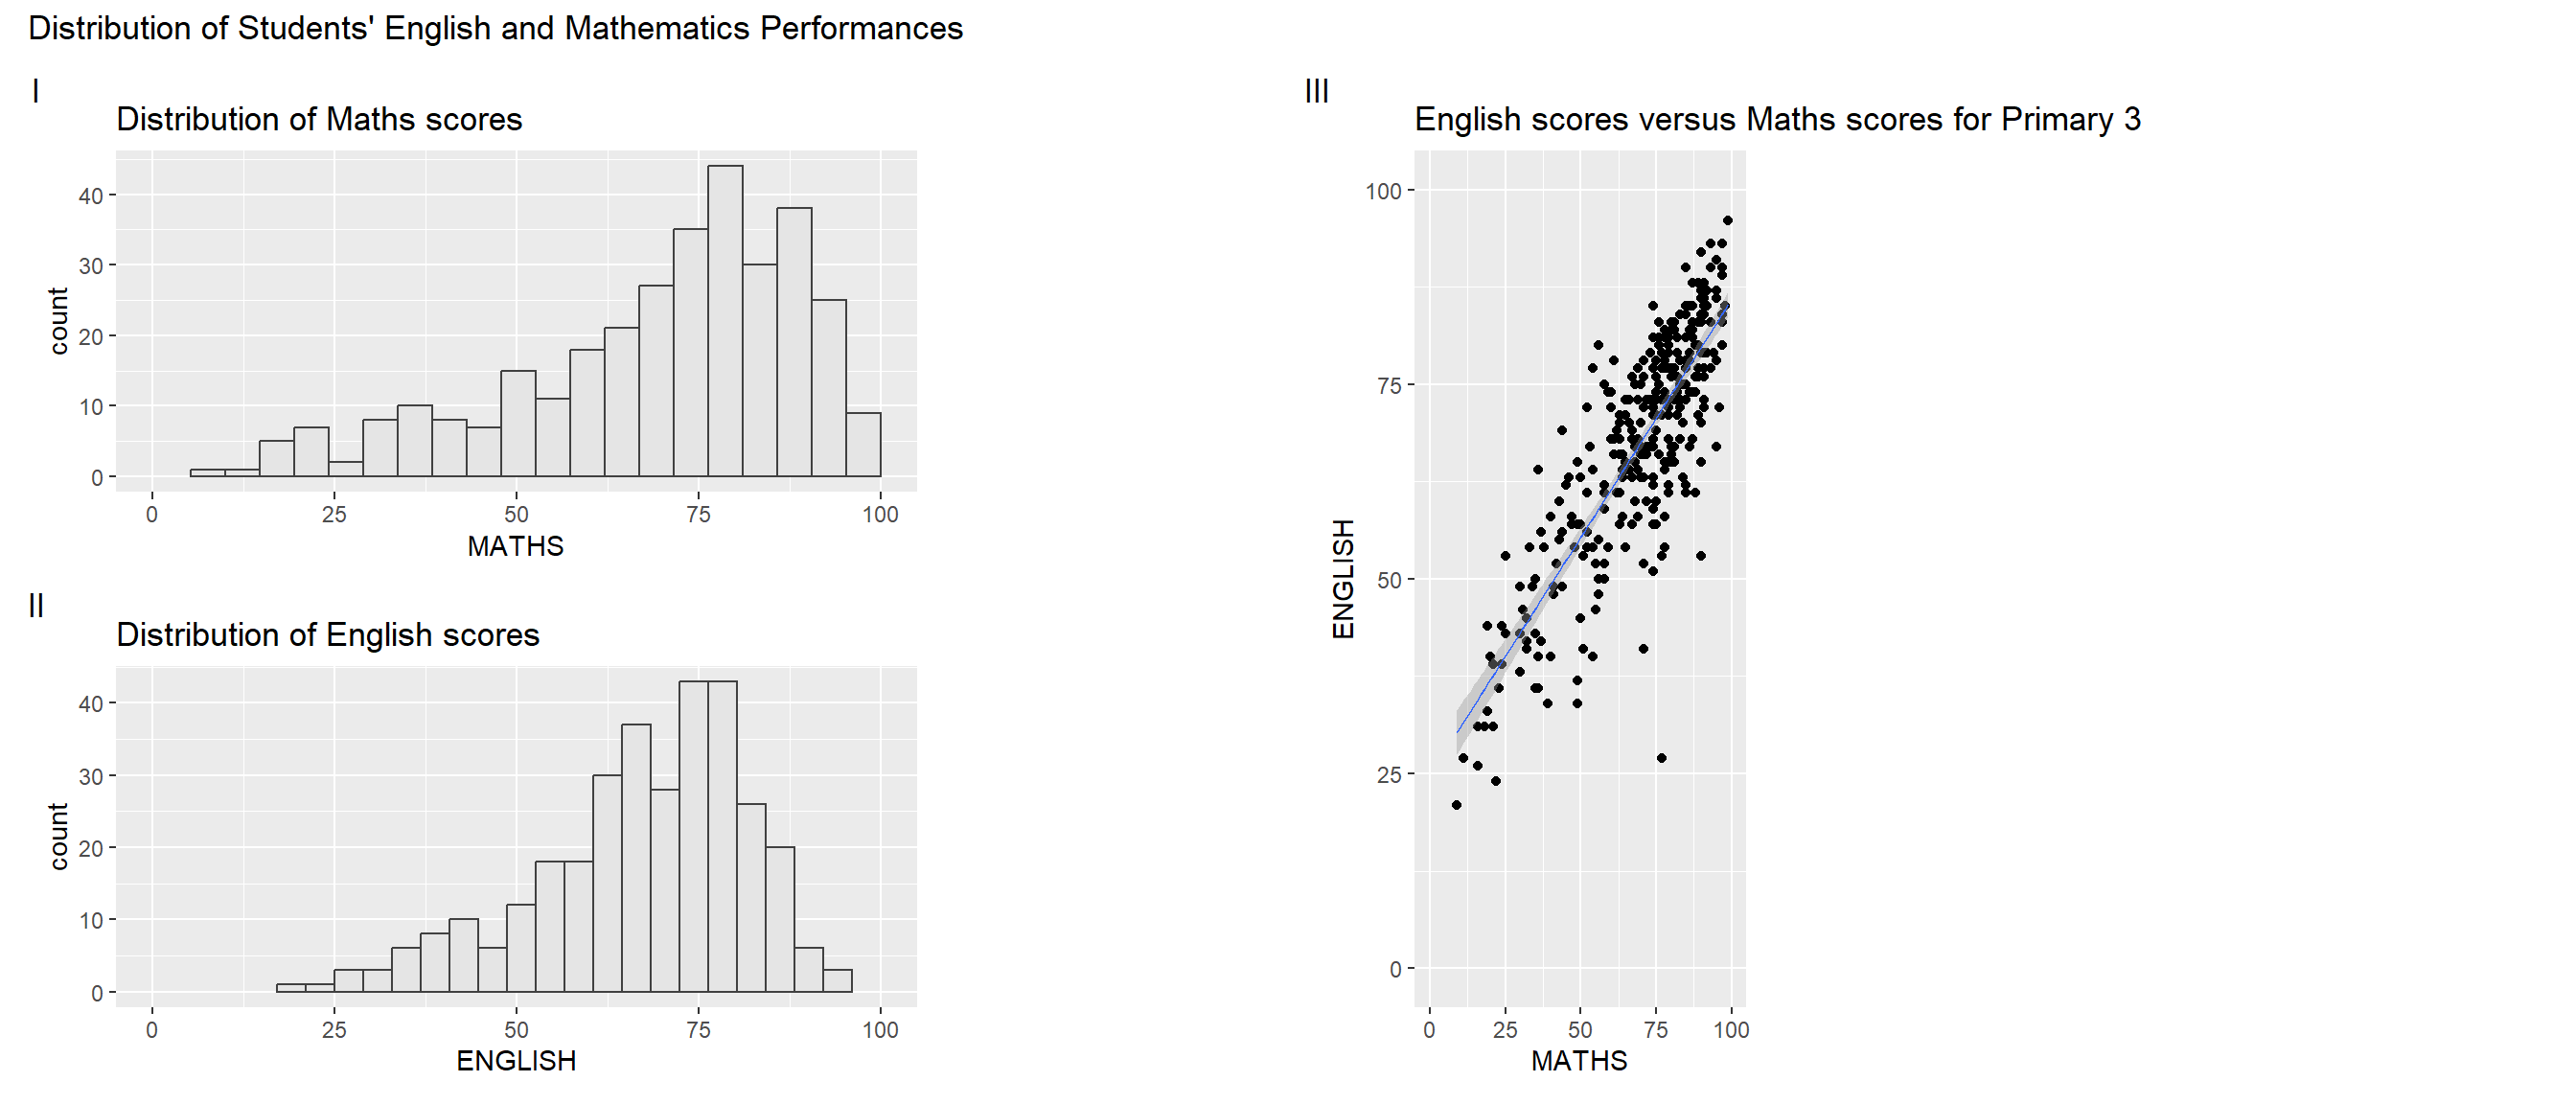 Distribution of Students' English and Mathematics Performances
I
Distribution of Maths scores
40
30
20
10
0
count
0 25 50 75 100
MATHS
II
Distribution of English scores
40
30
20
10
0
count
0 25 50 75 100
ENGLISH
III
English scores versus Maths scores for Primary 3
100
75
50
25
0
ENGLISH
0 25 50 75 100
MATHS